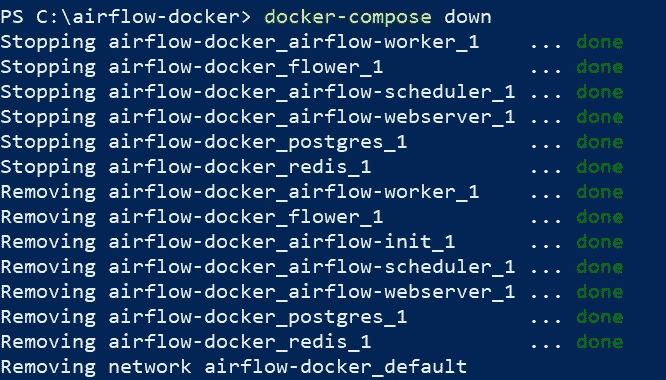 PS C:\airflow-docker> docker-compose down
Stopping airflow-docker_airflow-worker_1    ... done
Stopping airflow-docker_flower_1            ... done
Stopping airflow-docker_airflow-scheduler_1 ... done
Stopping airflow-docker_airflow-webserver_1 ... done
Stopping airflow-docker_postgres_1          ... done
Stopping airflow-docker_redis_1             ... done
Removing airflow-docker_airflow-worker_1    ... done
Removing airflow-docker_flower_1            ... done
Removing airflow-docker_airflow-init_1      ... done
Removing airflow-docker_airflow-scheduler_1 ... done
Removing airflow-docker_airflow-webserver_1 ... done
Removing airflow-docker_postgres_1          ... done
Removing airflow-docker_redis_1             ... done
Removing network airflow-docker_default